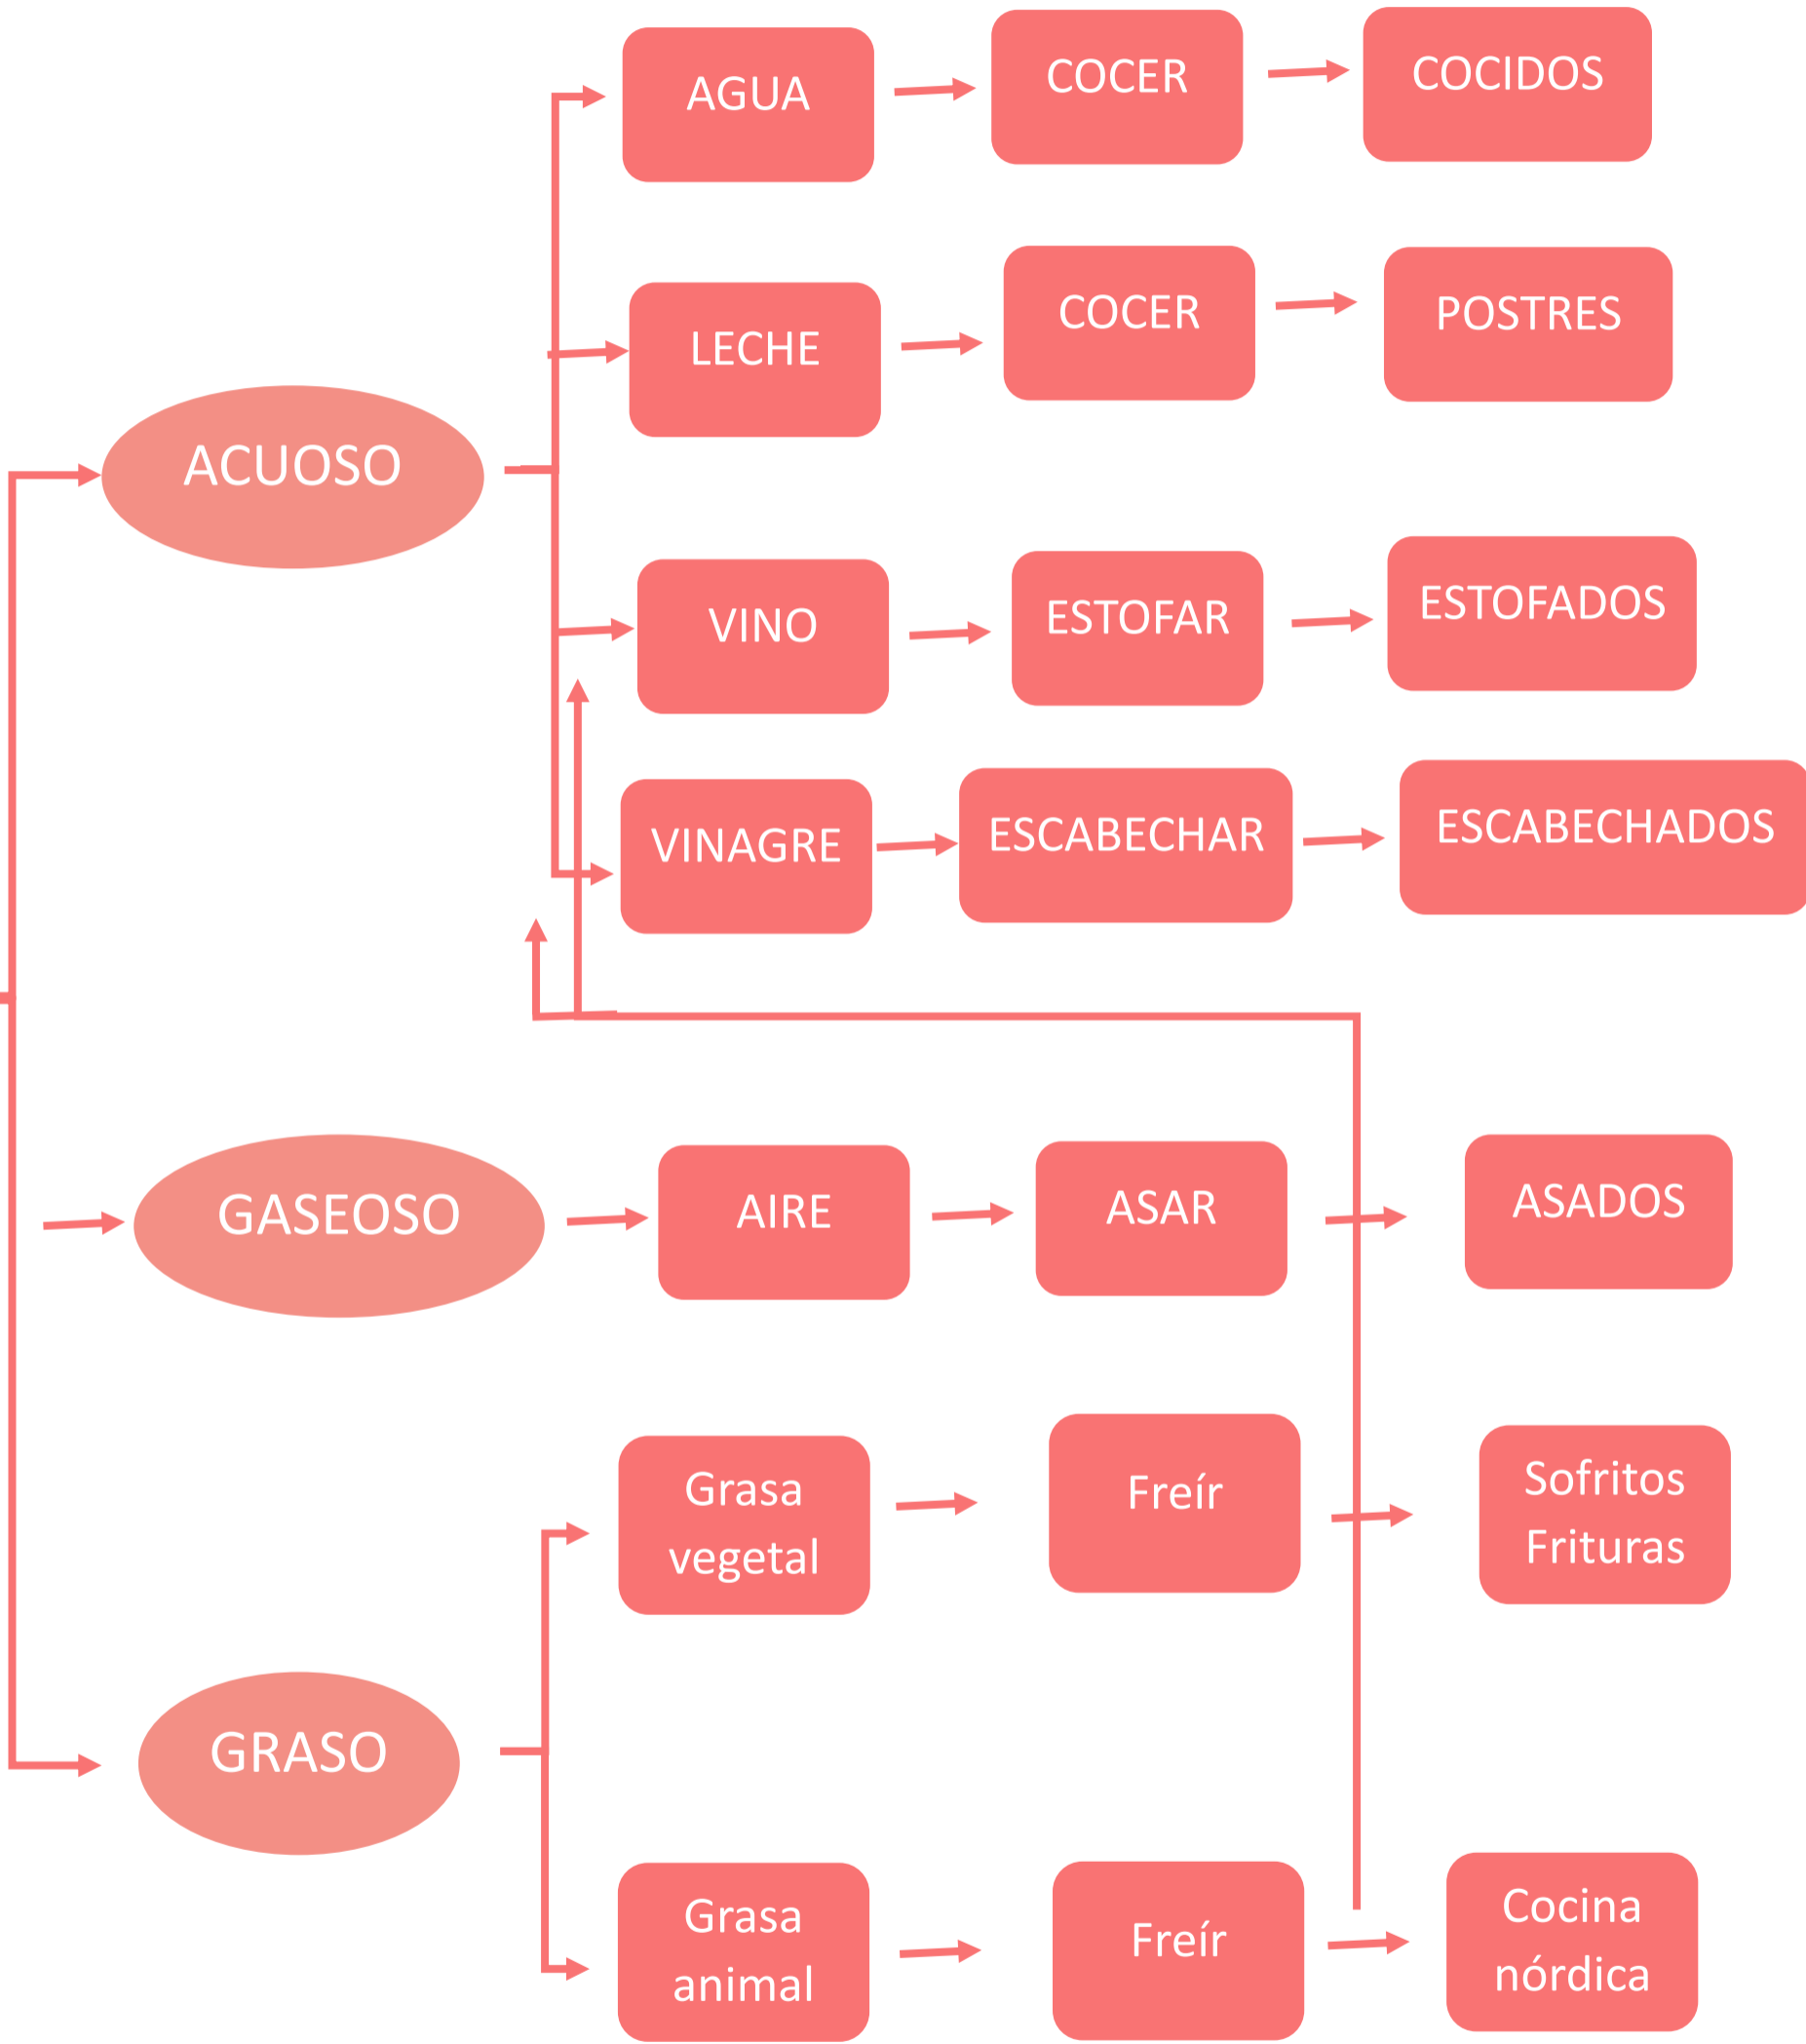 AGUA
COCER
COCIDOS
LECHE
COCER
POSTRES
ACUOSO
VINO
ESTOFAR
ESTOFADOS
VINAGRE
ESCABECHAR
ESCABECHADOS
GASEOSO
AIRE
ASAR
ASADOS
Grasa
vegetal
Freír
Sofritos
Frituras
GRASO
Grasa
animal
Freír
Cocina
nórdica